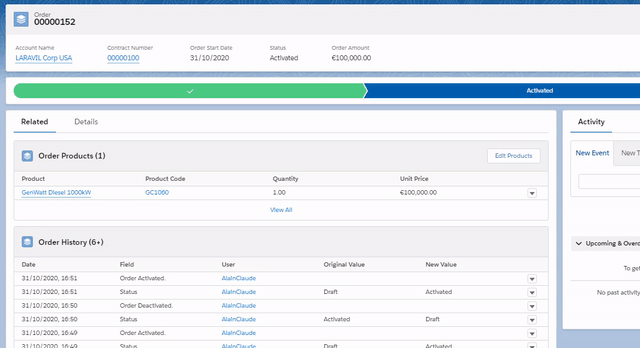 Order
00000152
Account Name Contract Number Order Start Date Status Order Amount
LARAVIL Corp USA 00000100 31/10/2020 Activated €100,000.00
Activated
Related Details
Activity
Order Products (1) Edit Products
New Event New T
Product Product Code Quantity Unit Price
GenWatt Diesel 1000kW GC1060 1.00 €100,000.00
View All
Order History (6+)
Upcoming & Overd
Date Field User Original Value New Value
To get
31/10/2020, 16:51 Order Activated. AlainClaude
31/10/2020, 16:51 Status AlainClaude Draft Activated
No past activity
31/10/2020, 16:50 Order Deactivated. AlainClaude
31/10/2020, 16:50 Status AlainClaude Activated Draft
31/10/2020, 16:49 Order Activated. AlainClaude
31/10/2020, 16:49 Status AlainClaude Draft Activated